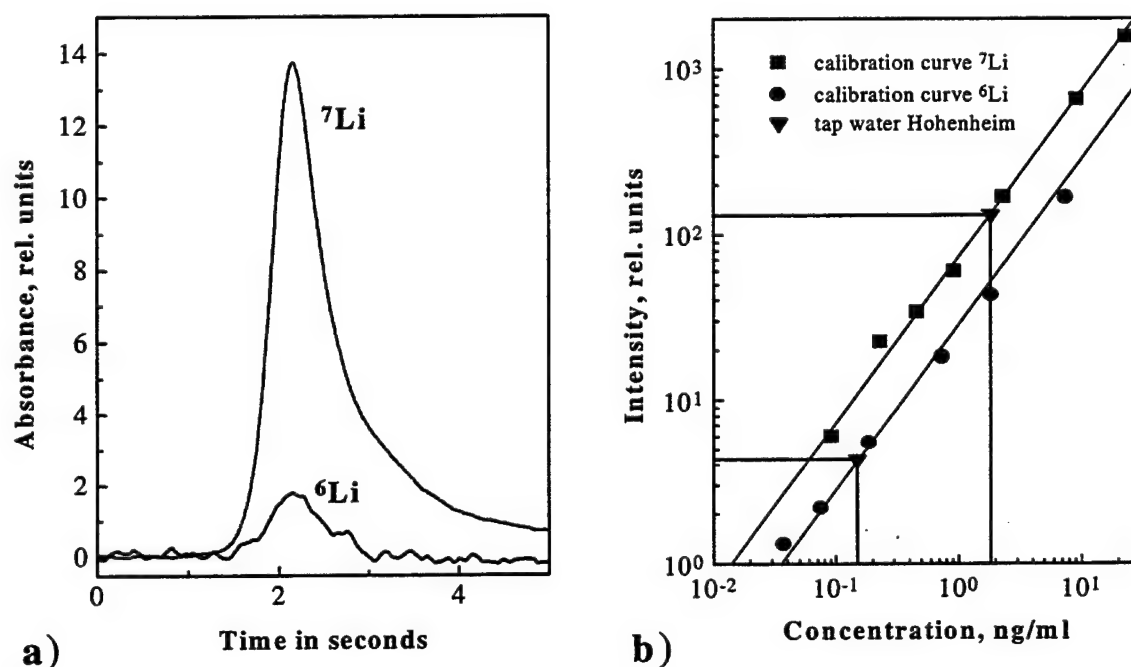 Absorbance, rel. units
14
12
10
8
6
4
2
0
⁷Li
⁶Li
0
2
4
Time in seconds
a)
Intensity, rel. units
10³
10²
10¹
10⁰
calibration curve ⁷Li
calibration curve ⁶Li
tap water Hohenheim
10⁻²
10⁻¹
10⁰
10¹
Concentration, ng/ml
b)